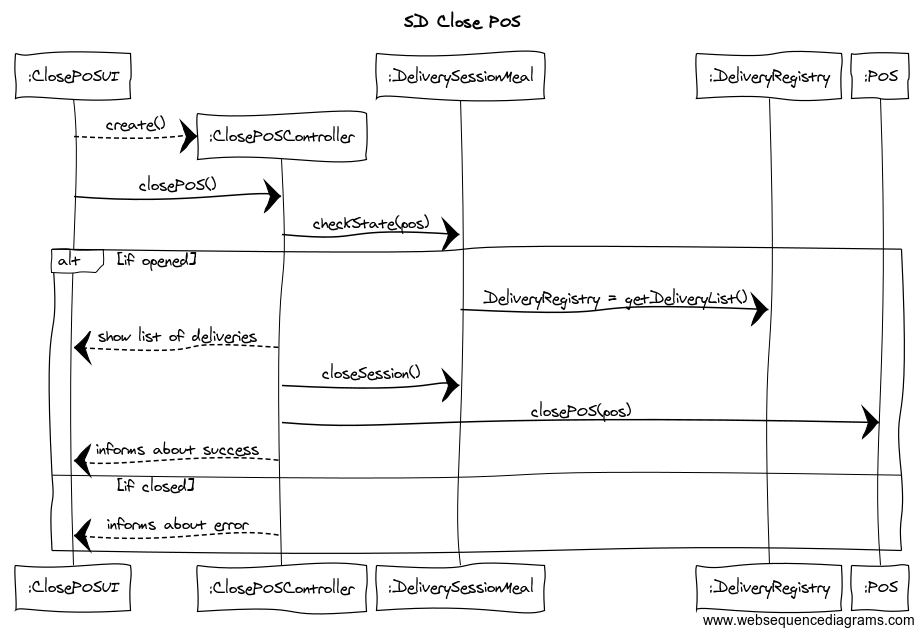 SD Close POS
:ClosePOSUI
:DeliverySessionMeal
:DeliveryRegistry
:POS
create()
:ClosePOSController
closePOS()
checkState(pos)
alt
[if opened]
DeliveryRegistry = getDeliveryList()
show list of deliveries
closeSession()
closePOS(pos)
informs about success
[if closed]
informs about error
:ClosePOSUI
:ClosePOSController
:DeliverySessionMeal
:DeliveryRegistry
:POS
www.websequencediagrams.com